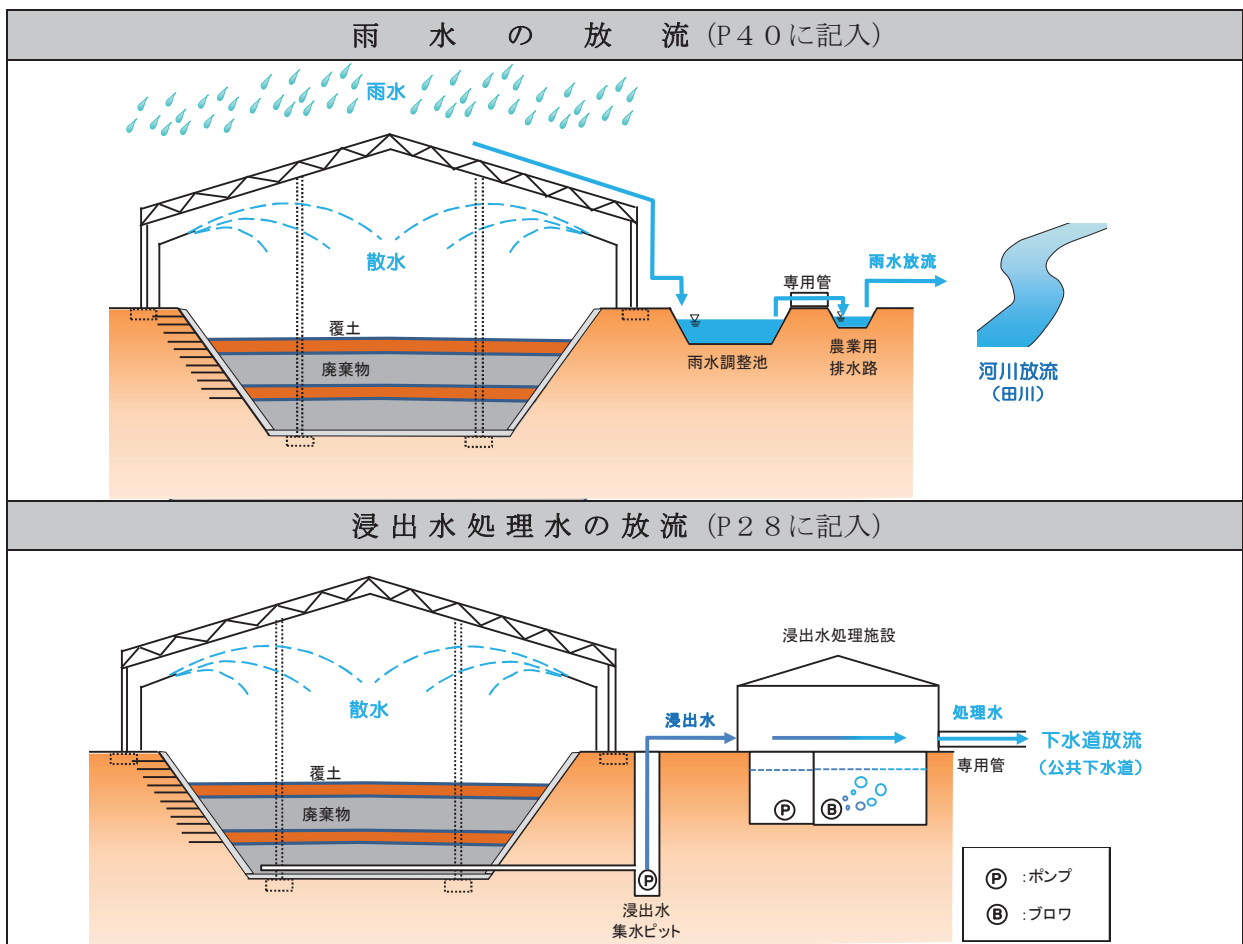 雨水の放流(P40に記入)
雨水
散水
雨水放流
専用管
覆土
廃棄物
雨水調整池
農業用
排水路
河川放流
(田川)
浸出水処理水の放流(P28に記入)
浸出水処理施設
散水
浸出水
処理水
下水道放流
(公共下水道)
専用管
覆土
廃棄物
P
B
P
浸出水
集水ピット
P :ポンプ
B :ブロワ